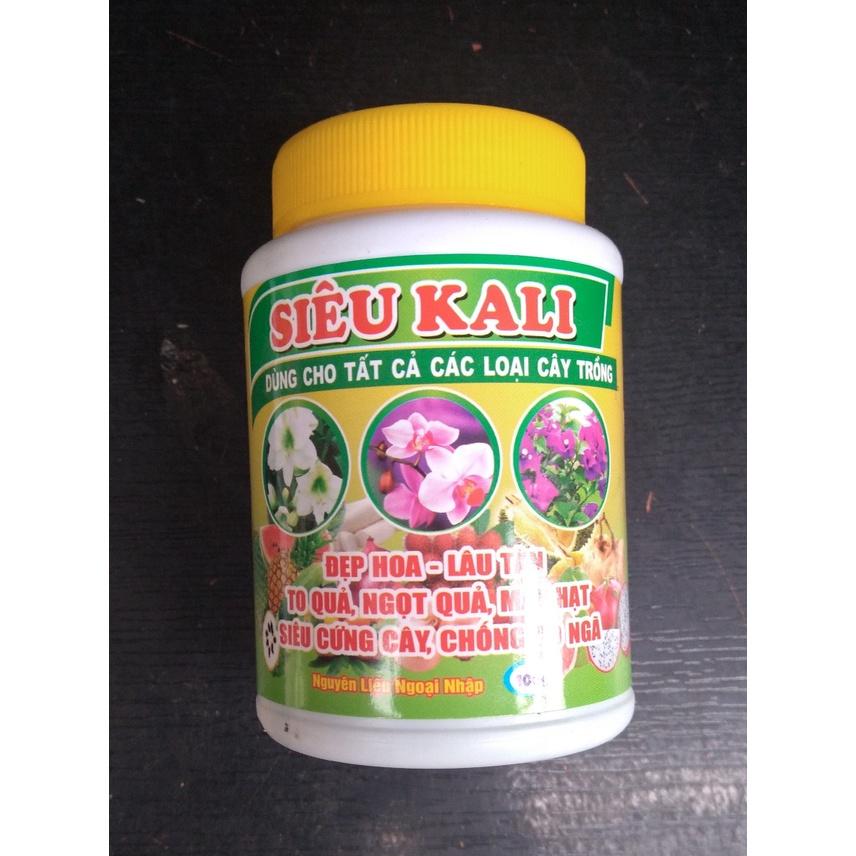 SIÊU KALI
DÙNG CHO TẤT CẢ CÁC LOẠI CÂY TRỒNG
ĐẸP HOA - LÂU
TO QUẢ, NGỌT QUẢ, HẠT
SIÊU CỨNG CÂY, CHỐNG NGÃ
Nguyên Liệu Ngoại Nhập